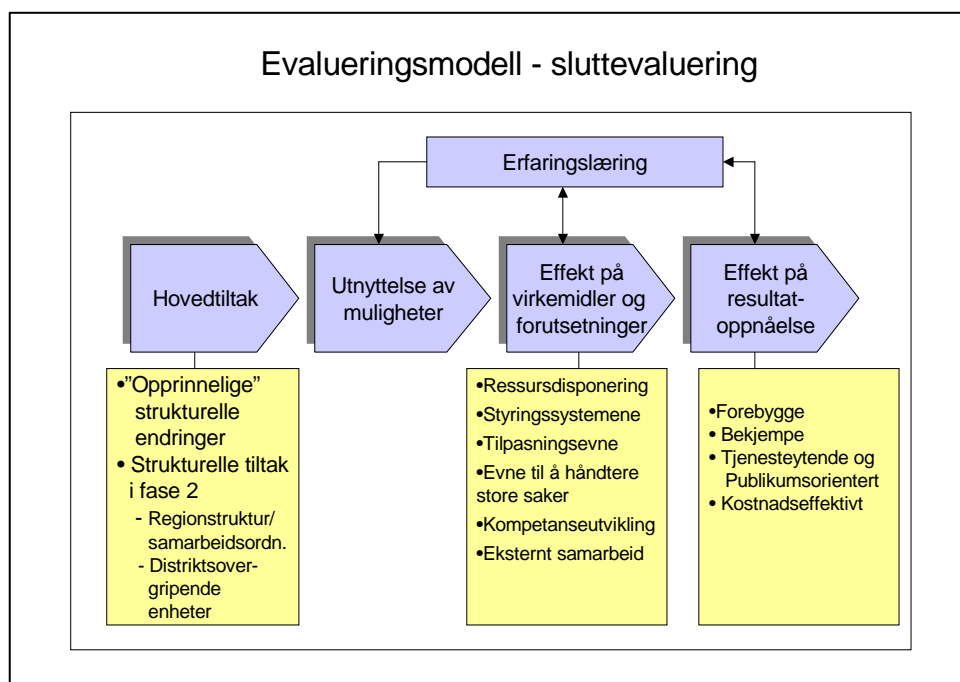 Evalueringsmodell - sluttevaluering
Erfaringslæring
Hovedtiltak
Utnyttelse av
muligheter
Effekt på
virkemidler og
forutsetninger
Effekt på
resultat-
oppnåelse
•”Opprinnelige”
strukturelle
endringer
• Strukturelle tiltak
i fase 2
- Regionstruktur/
samarbeidsordn.
- Distriktsover-
gripende
enheter
•Ressursdisponering
•Styringssystemene
•Tilpasningsevne
•Evne til å håndtere
store saker
•Kompetanseutvikling
•Eksternt samarbeid
•Forebygge
• Bekjempe
• Tjenesteytende og
Publikumsorientert
• Kostnadseffektivt